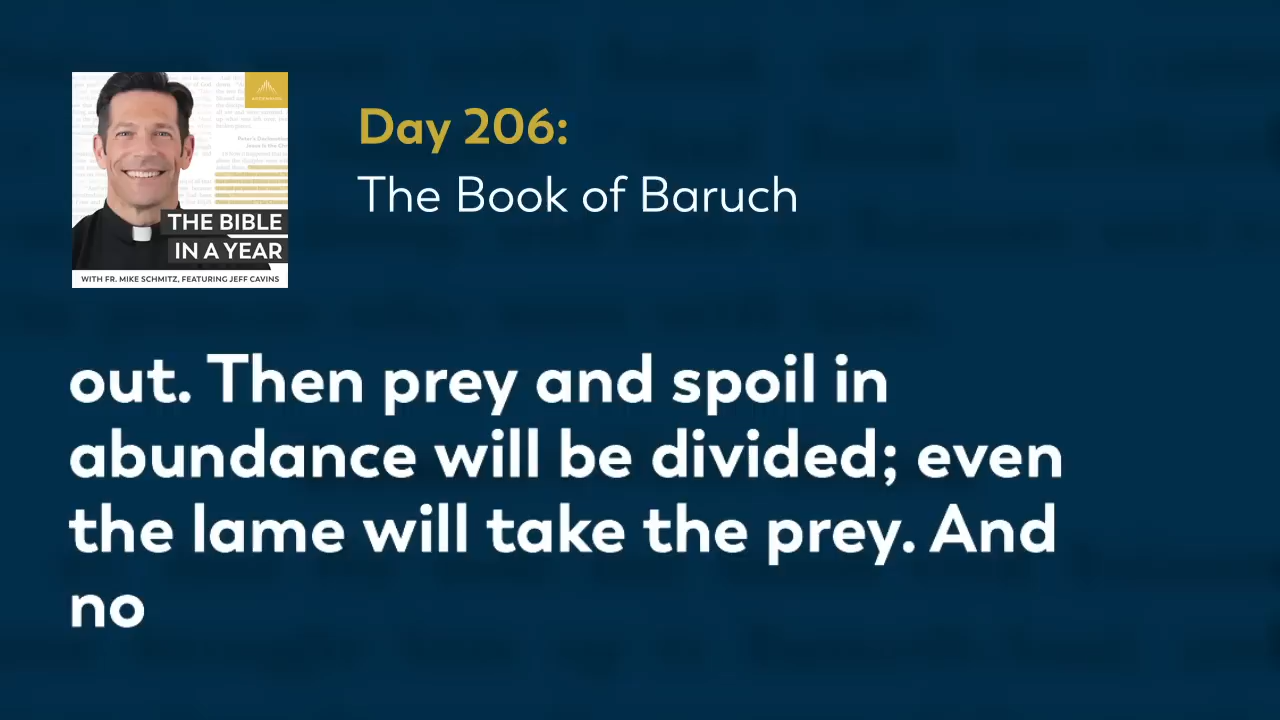 Day 206:
The Book of Baruch
THE BIBLE
IN A YEAR
WITH FR. MIKE SCHMITZ, FEATURING JEFF CAVINS
out. Then prey and spoil in
abundance will be divided; even
the lame will take the prey. And
no